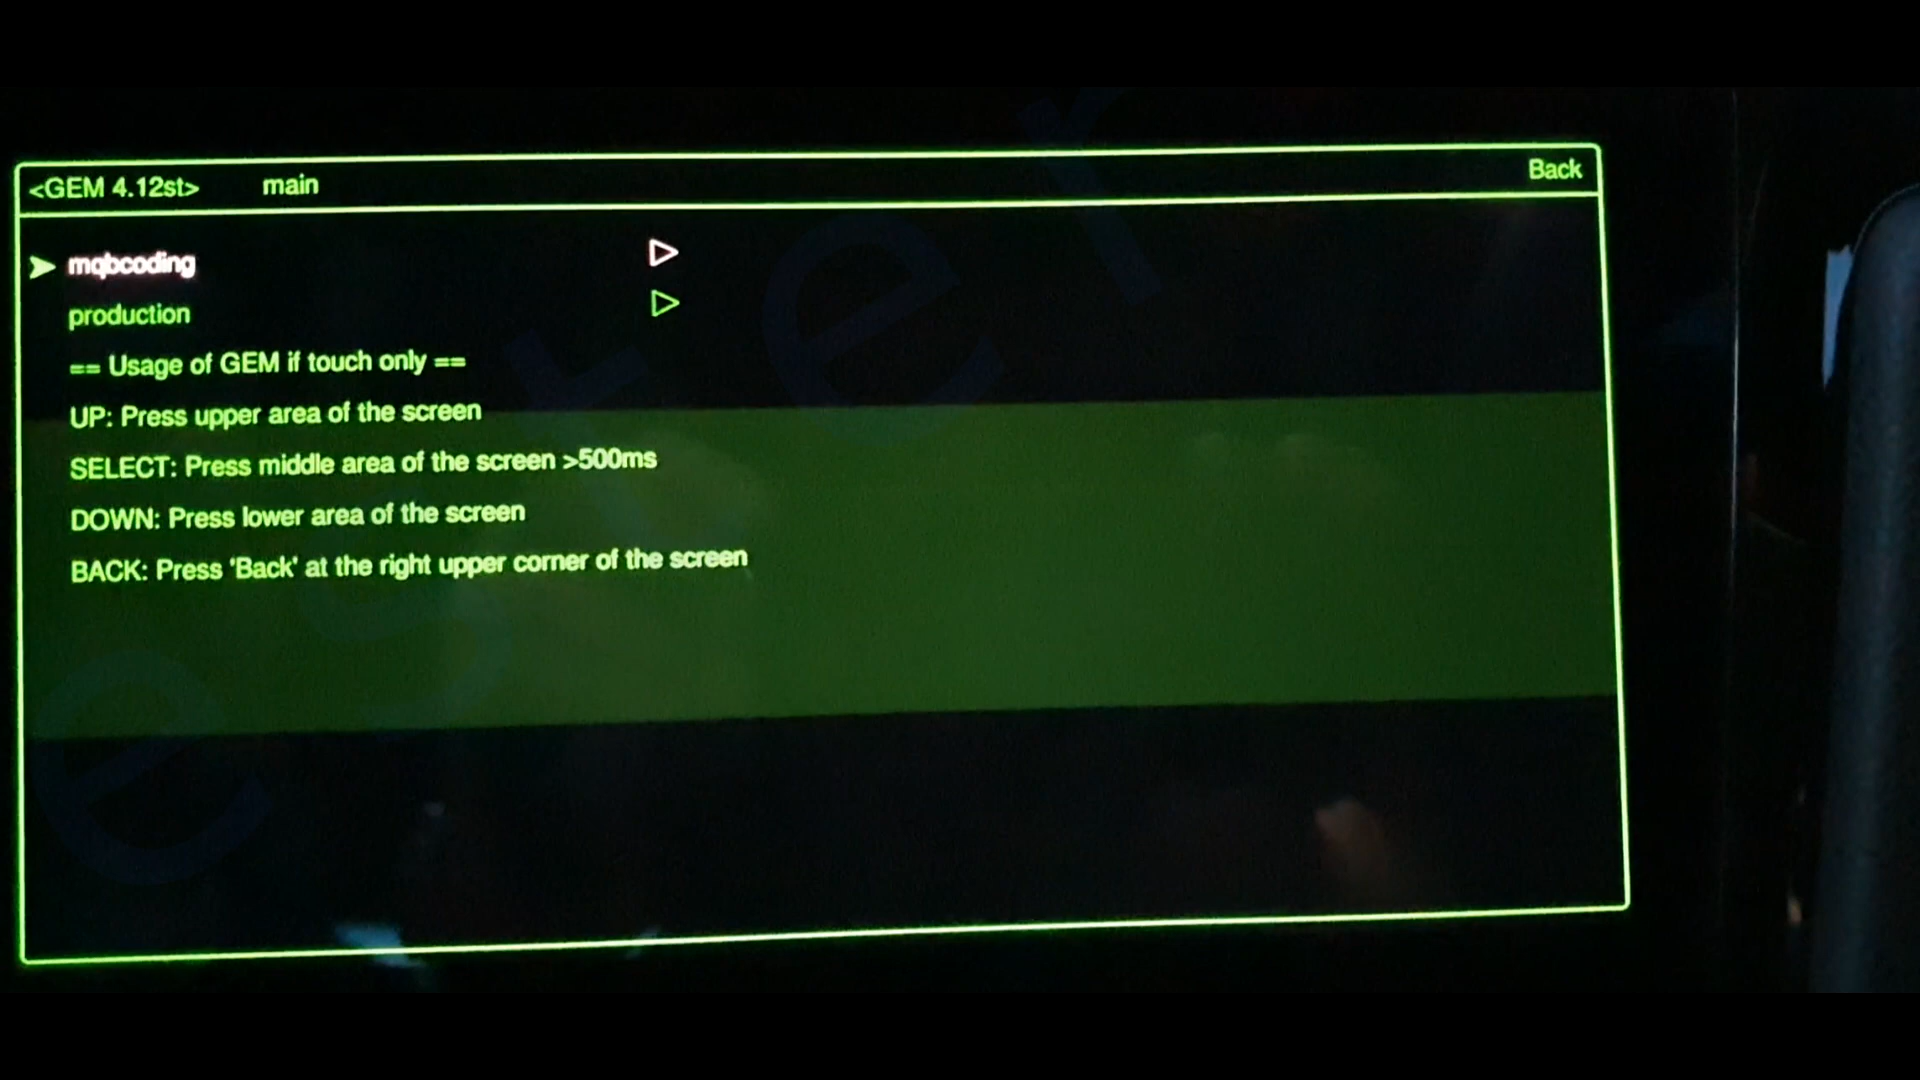 <GEM 4.12st> main Back
mqbcoding
production
== Usage of GEM if touch only ==
UP: Press upper area of the screen
SELECT: Press middle area of the screen >500ms
DOWN: Press lower area of the screen
BACK: Press 'Back' at the right upper corner of the screen